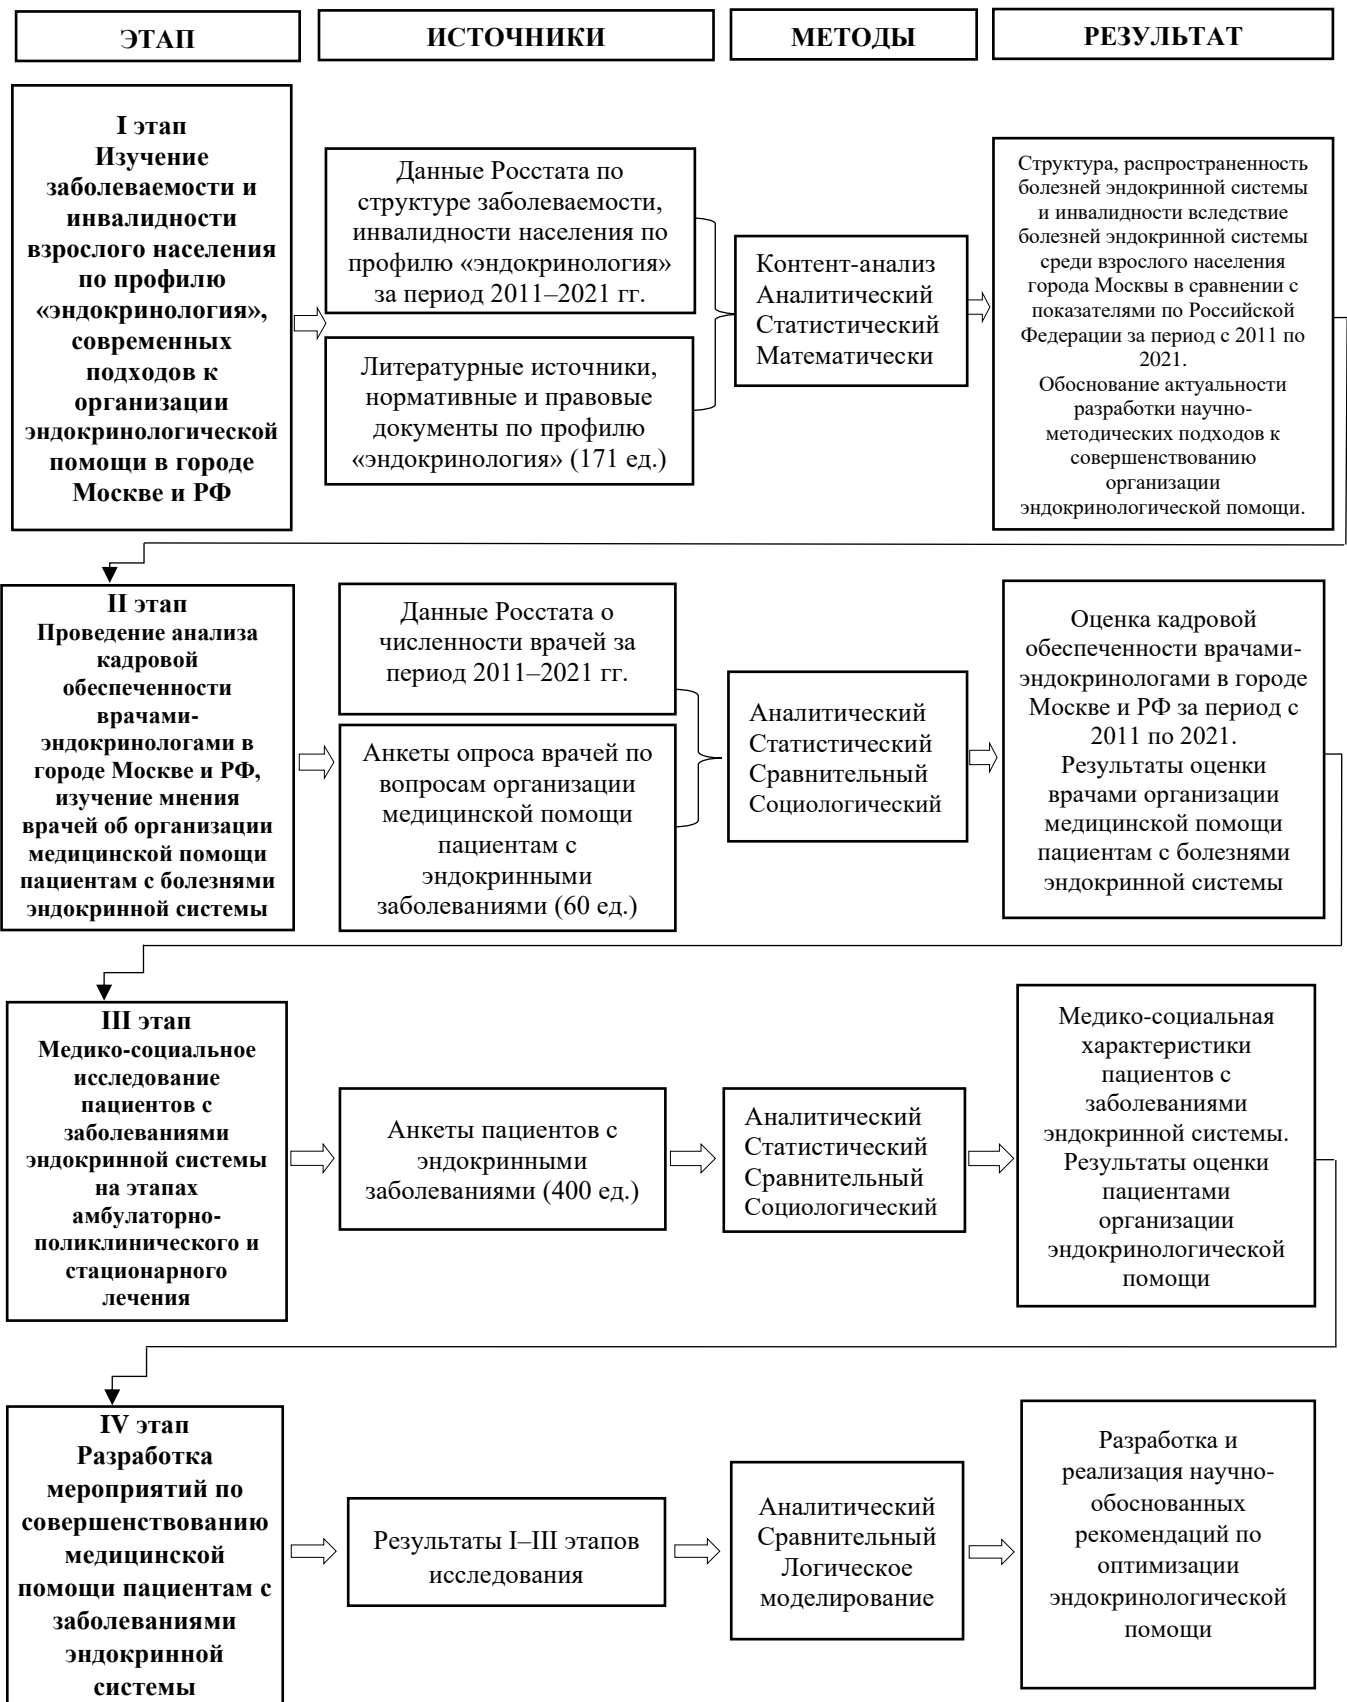 ЭТАП
ИСТОЧНИКИ
МЕТОДЫ
РЕЗУЛЬТАТ
I этап
Изучение
заболеваемости и
инвалидности
взрослого населения
по профилю
«эндокринология»,
современных
подходов к
организации
эндокринологической
помощи в городе
Москве и РФ
Данные Росстата по
структуре заболеваемости,
инвалидности населения по
профилю «эндокринология»
за период 2011–2021 гг.
Литературные источники,
нормативные и правовые
документы по профилю
«эндокринология» (171 ед.)
Контент-анализ
Аналитический
Статистический
Математически
Структура, распространенность
болезней эндокринной системы
и инвалидности вследствие
болезней эндокринной системы
среди взрослого населения
города Москвы в сравнении с
показателями по Российской
Федерации за период с 2011 по
2021.
Обоснование актуальности
разработки научно-
методических подходов к
совершенствованию
организации
эндокринологической помощи.
II этап
Проведение анализа
кадровой
обеспеченности
врачами-
эндокринологами в
городе Москве и РФ,
изучение мнения
врачей об организации
медицинской помощи
пациентам с болезнями
эндокринной системы
Данные Росстата о
численности врачей за
период 2011–2021 гг.
Анкеты опроса врачей по
вопросам организации
медицинской помощи
пациентам с
эндокринными
заболеваниями (60 ед.)
Аналитический
Статистический
Сравнительный
Социологический
Оценка кадровой
обеспеченности врачами-
эндокринологами в городе
Москве и РФ за период с
2011 по 2021.
Результаты оценки
врачами организации
медицинской помощи
пациентам с болезнями
эндокринной системы
III этап
Медико-социальное
исследование
пациентов с
заболеваниями
эндокринной системы
на этапах
амбулаторно-
поликлинического и
стационарного
лечения
Анкеты пациентов с
эндокринными
заболеваниями (400 ед.)
Аналитический
Статистический
Сравнительный
Социологический
Медико-социальная
характеристики
пациентов с
заболеваниями
эндокринной системы.
Результаты оценки
пациентами
организации
эндокринологической
помощи
IV этап
Разработка
мероприятий по
совершенствованию
медицинской
помощи пациентам с
заболеваниями
эндокринной
системы
Результаты I–III этапов
исследования
Аналитический
Сравнительный
Логическое
моделирование
Разработка и
реализация научно-
обоснованных
рекомендаций по
оптимизации
эндокринологической
помощи